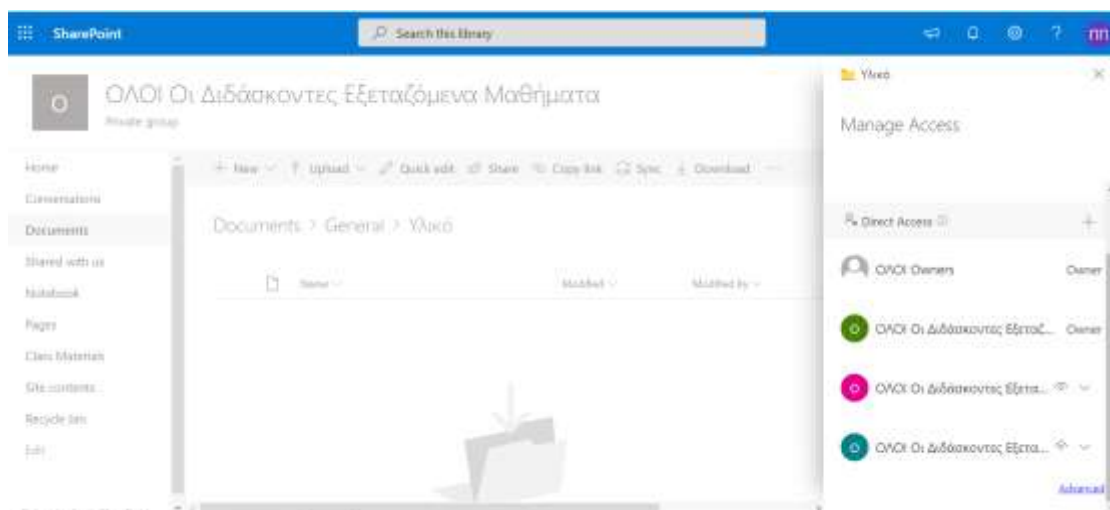 SharePoint
Search this library
ΠΠ
Ο
ΟΛΟΙ Οι Διδάσκοντες Εξεταζόμενα Μαθήματα
Private group
Home
Conversations
Documents
Shared with us
Notebook
Pages
Class Materials
Site contents
Recycle bin
Edit
New
Upload
Quick edit
Share
Copy link
Sync
Download
Documents > General > Υλικό
Name
Modified
Modified By
Υλικό
Manage Access
Direct Access
ΟΛΟΙ Owners Owner
Ο ΟΛΟΙ Οι Διδάσκοντες Εξεταζ... Owner
Ο ΟΛΟΙ Οι Διδάσκοντες Εξετα...
Ο ΟΛΟΙ Οι Διδάσκοντες Εξετα...
Advanced